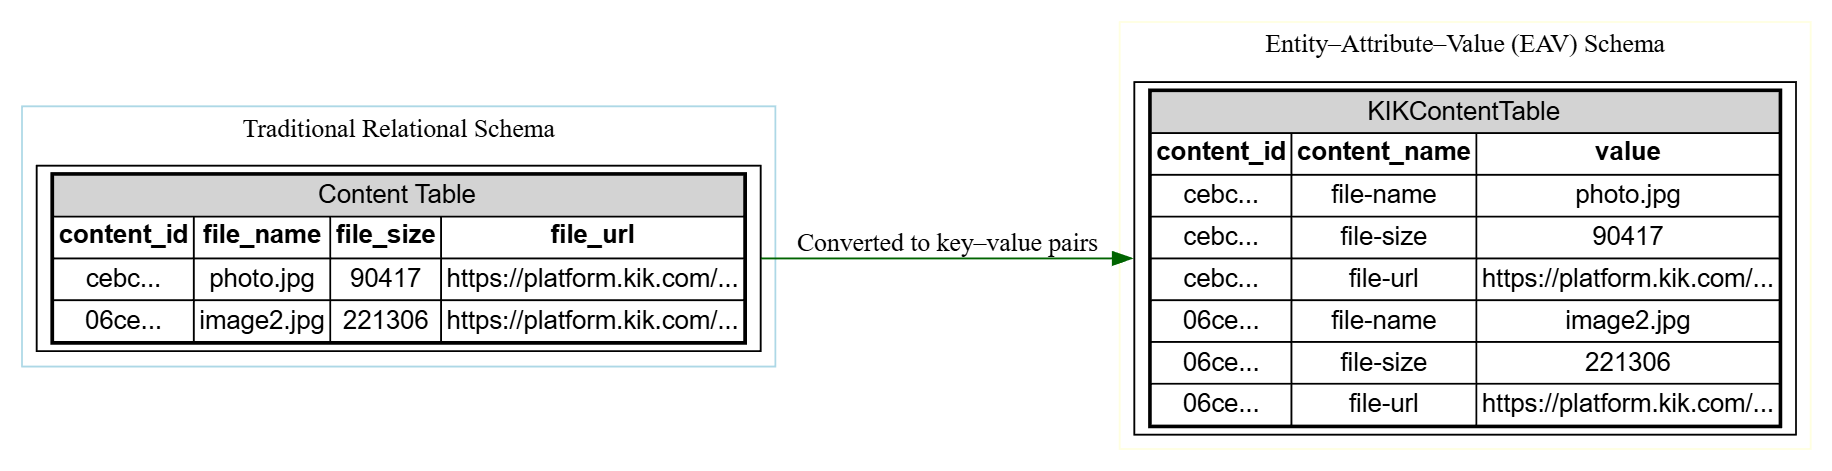 Traditional Relational Schema
Content Table
content_id file_name file_size file_url
cebc... photo.jpg 90417 https://platform.kik.com/...
06ce... image2.jpg 221306 https://platform.kik.com/...
Converted to key–value pairs
Entity–Attribute–Value (EAV) Schema
KIKContentTable
content_id content_name value
cebc... file-name photo.jpg
cebc... file-size 90417
cebc... file-url https://platform.kik.com/...
06ce... file-name image2.jpg
06ce... file-size 221306
06ce... file-url https://platform.kik.com/...